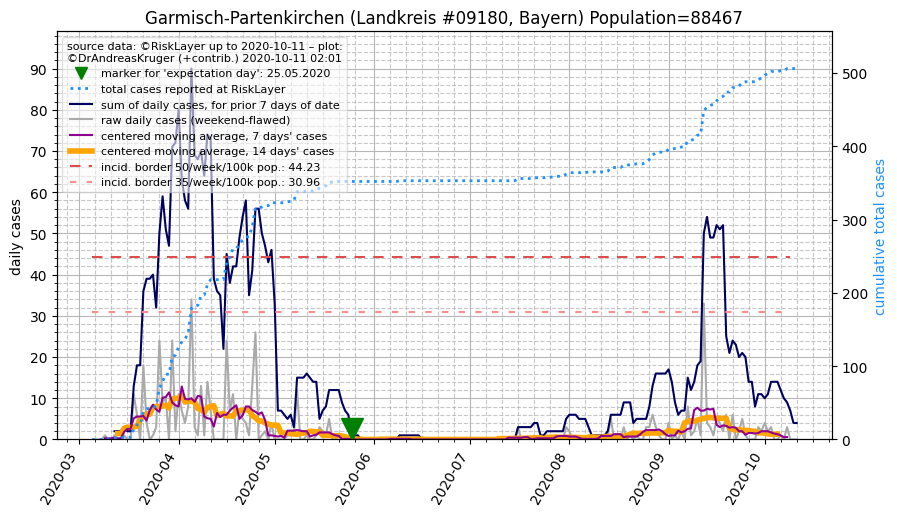 Garmisch-Partenkirchen (Landkreis #09180, Bayern) Population=88467
source data: ©RiskLayer up to 2020-10-11 – plot:
©DrAndreasKruger (+contrib.) 2020-10-11 02:01
marker for 'expectation day': 25.05.2020
total cases reported at RiskLayer
sum of daily cases, for prior 7 days of date
raw daily cases (weekend-flawed)
centered moving average, 7 days' cases
centered moving average, 14 days' cases
incid. border 50/week/100k pop.: 44.23
incid. border 35/week/100k pop.: 30.96
daily cases
90
80
70
60
50
40
30
20
10
0
cumulative total cases
500
400
300
200
100
0
2020-03
2020-04
2020-05
2020-06
2020-07
2020-08
2020-09
2020-10